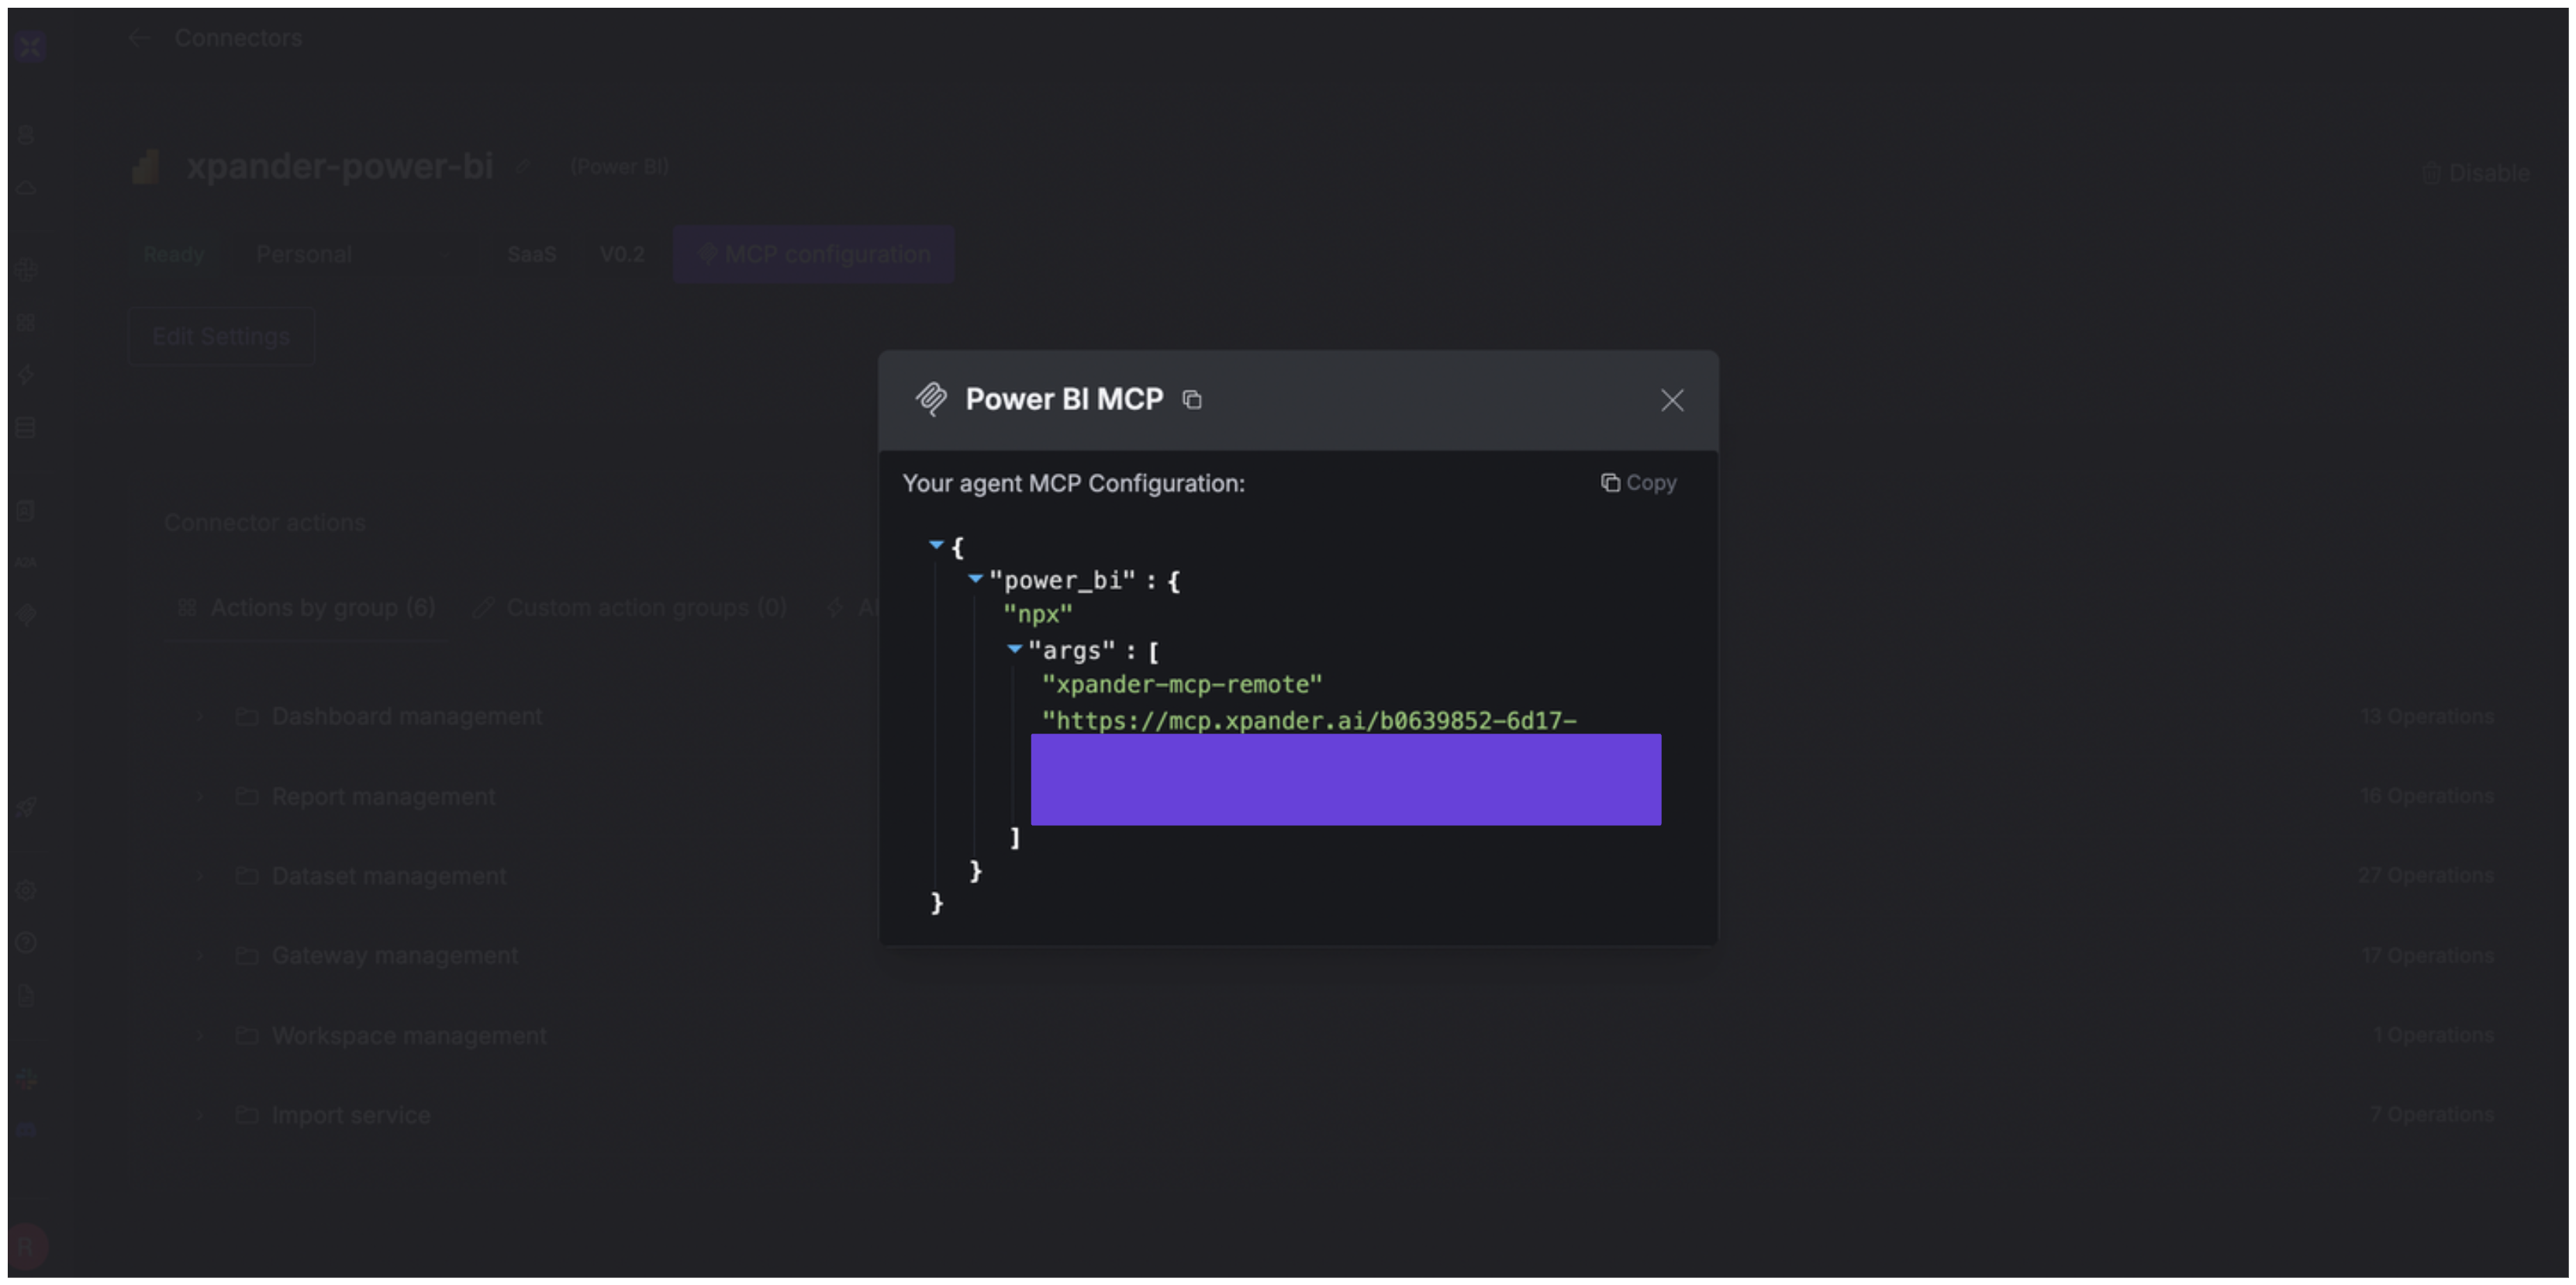 Connectors
xpander-power-bi
(Power BI)
Disable
Ready
Personal
SaaS
V0.2
MCP configuration
Edit Settings
Power BI MCP
Your agent MCP Configuration:
Copy
{
"power_bi" : {
"npx"
"args" : [
"xpander-mcp-remote"
"https://mcp.xpander.ai/b0639852-6d17-
]
}
}
Connector actions
Actions by group (6)
Custom action groups (0)
Dashboard management
13 Operations
Report management
16 Operations
Dataset management
27 Operations
Gateway management
17 Operations
Workspace management
1 Operations
Import service
7 Operations
A2A
R